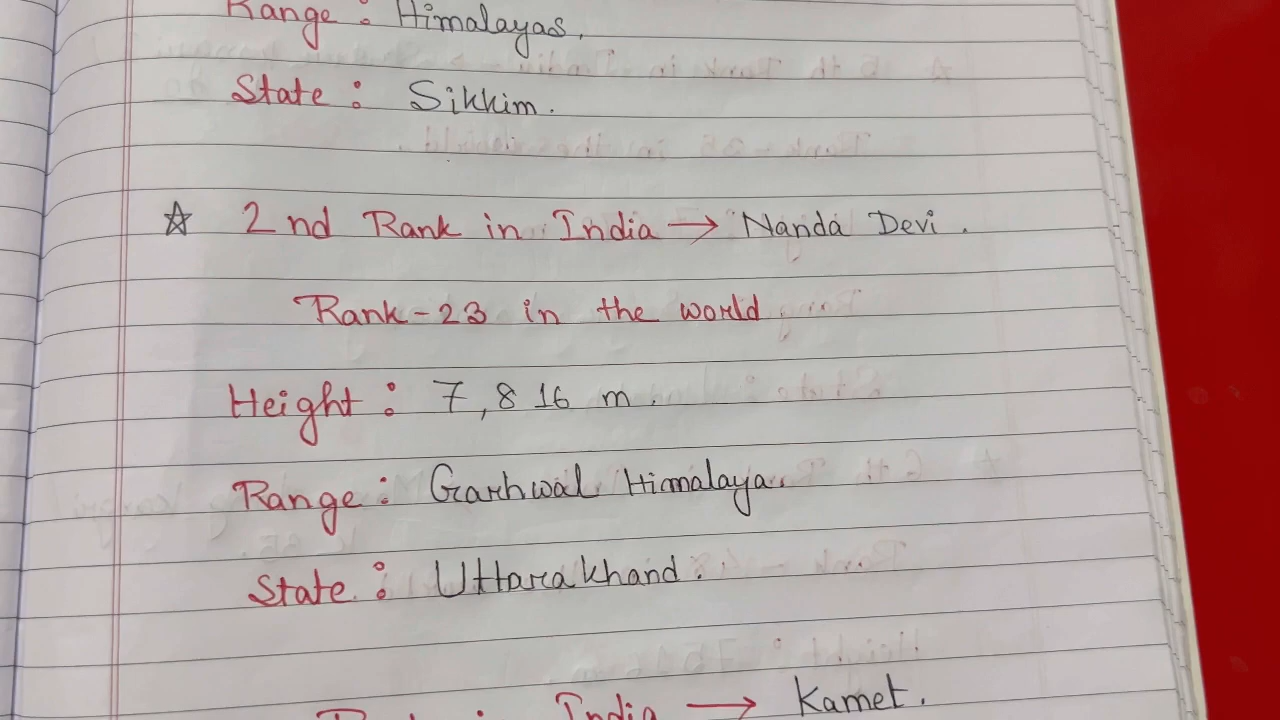 Range : Himalayas.
State : Sikkim.
☆ 2nd Rank in India → Nanda Devi.
Rank-23 in the world
Height : 7,816 m.
Range : Garhwal Himalaya.
State : Uttarakhand.
India → Kamet.